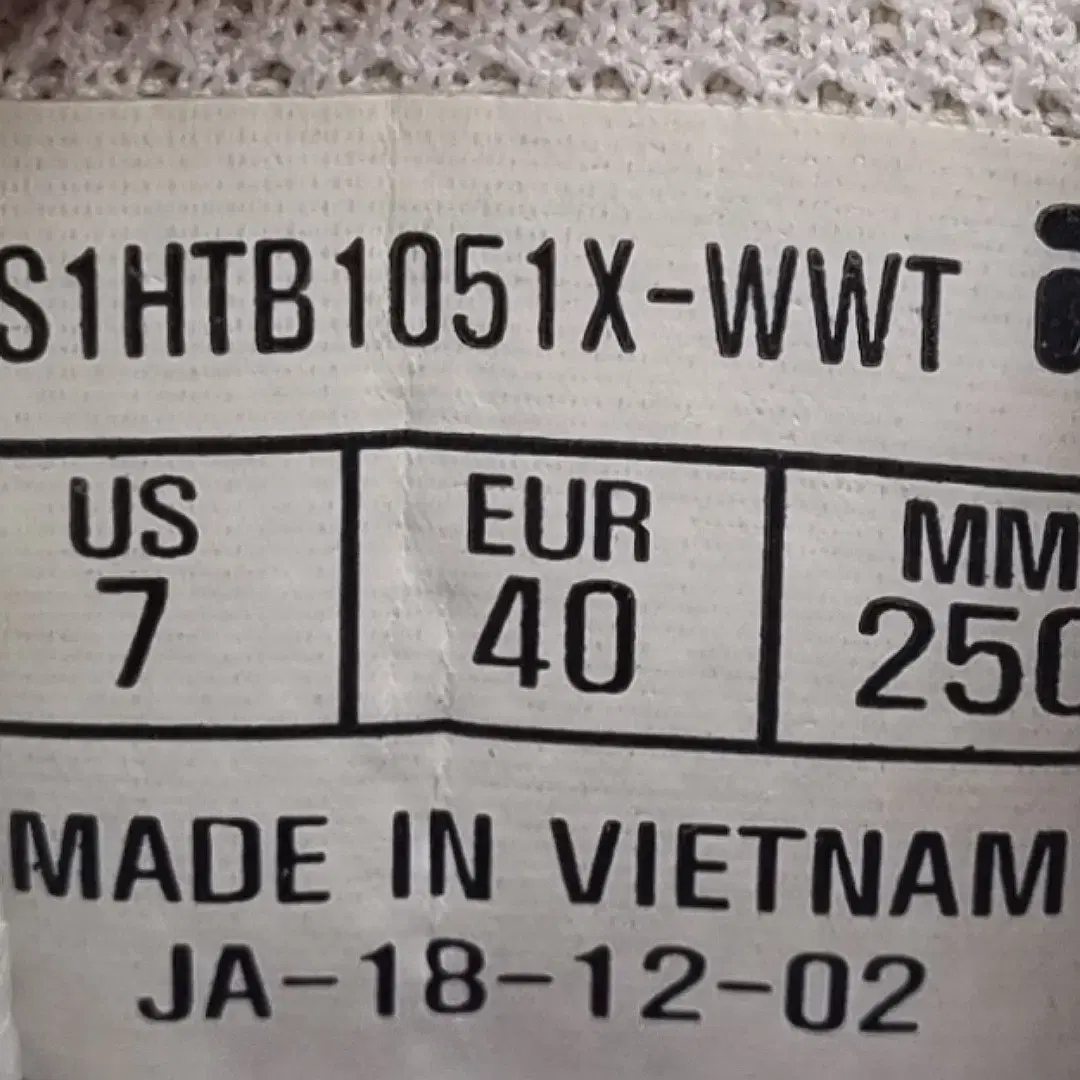 S1HTB1051X-WWT
US EUR MM
7 40 250
MADE IN VIETNAM
JA-18-12-02